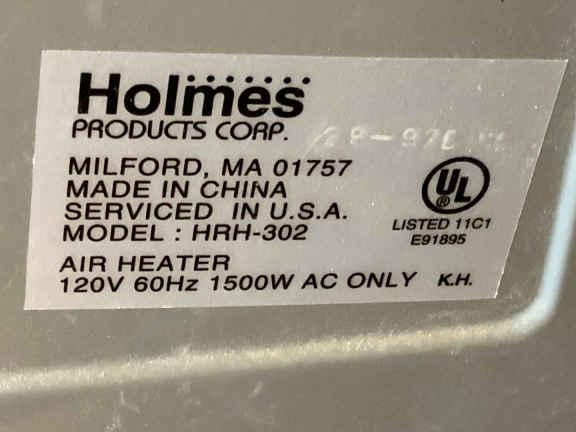 Holmes
PRODUCTS CORP.
MILFORD, MA 01757
MADE IN CHINA
SERVICED IN U.S.A.
MODEL : HRH-302
AIR HEATER
120V 60Hz 1500W AC ONLY K.H.
UL
®
LISTED 11C1
E91895